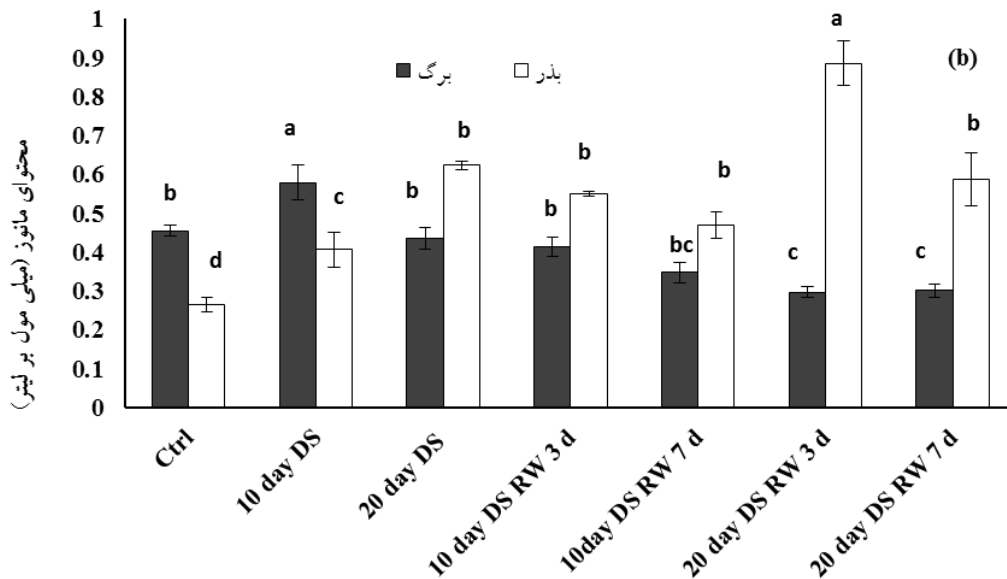 (b)
برگ
بذر
محتوای مانوز (میلی مول بر لیتر)
1
0.9
0.8
0.7
0.6
0.5
0.4
0.3
0.2
0.1
0
b
d
a
c
b
b
b
b
bc
b
c
a
c
b
Ctrl
10 day DS
20 day DS
10 day DS RW 3 d
10day DS RW 7 d
20 day DS RW 3 d
20 day DS RW 7 d